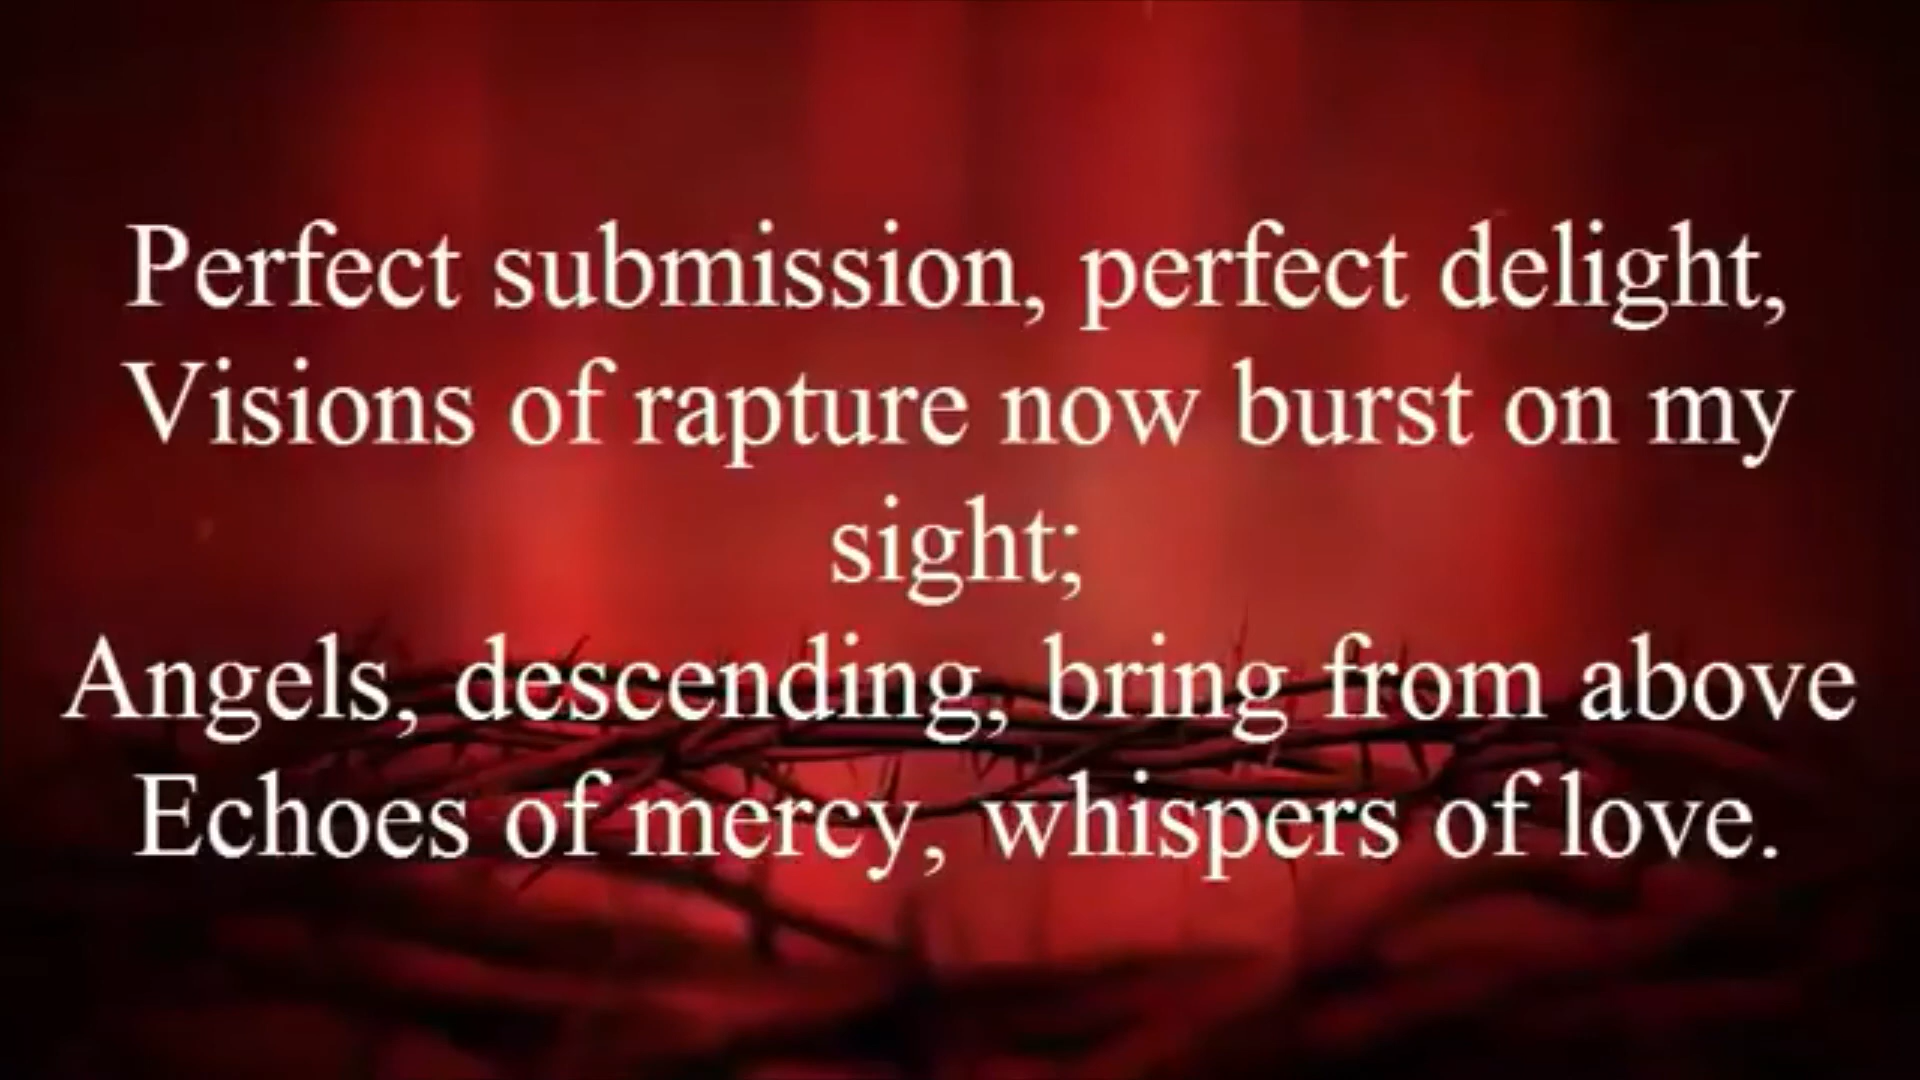 Perfect submission, perfect delight,
Visions of rapture now burst on my
sight;
Angels, descending, bring from above
Echoes of mercy, whispers of love.